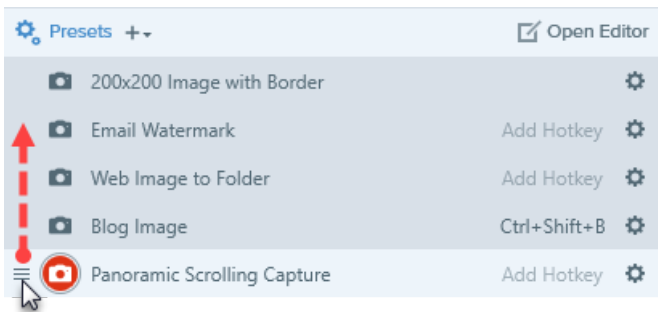 Presets Open Editor
200x200 Image with Border
Email Watermark Add Hotkey
Web Image to Folder Add Hotkey
Blog Image Ctrl+Shift+B
Panoramic Scrolling Capture Add Hotkey